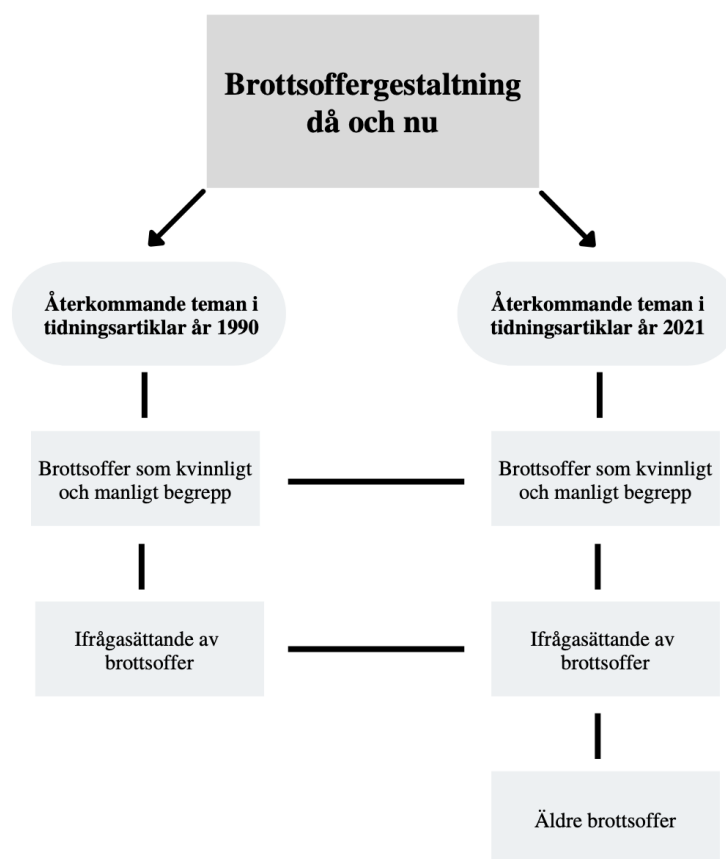 Brottsoffergestaltning
då och nu
Återkommande teman i
tidningsartiklar år 1990
Återkommande teman i
tidningsartiklar år 2021
Brottsoffer som kvinnligt
och manligt begrepp
Brottsoffer som kvinnligt
och manligt begrepp
Ifrågasättande av
brottsoffer
Ifrågasättande av
brottsoffer
Äldre brottsoffer